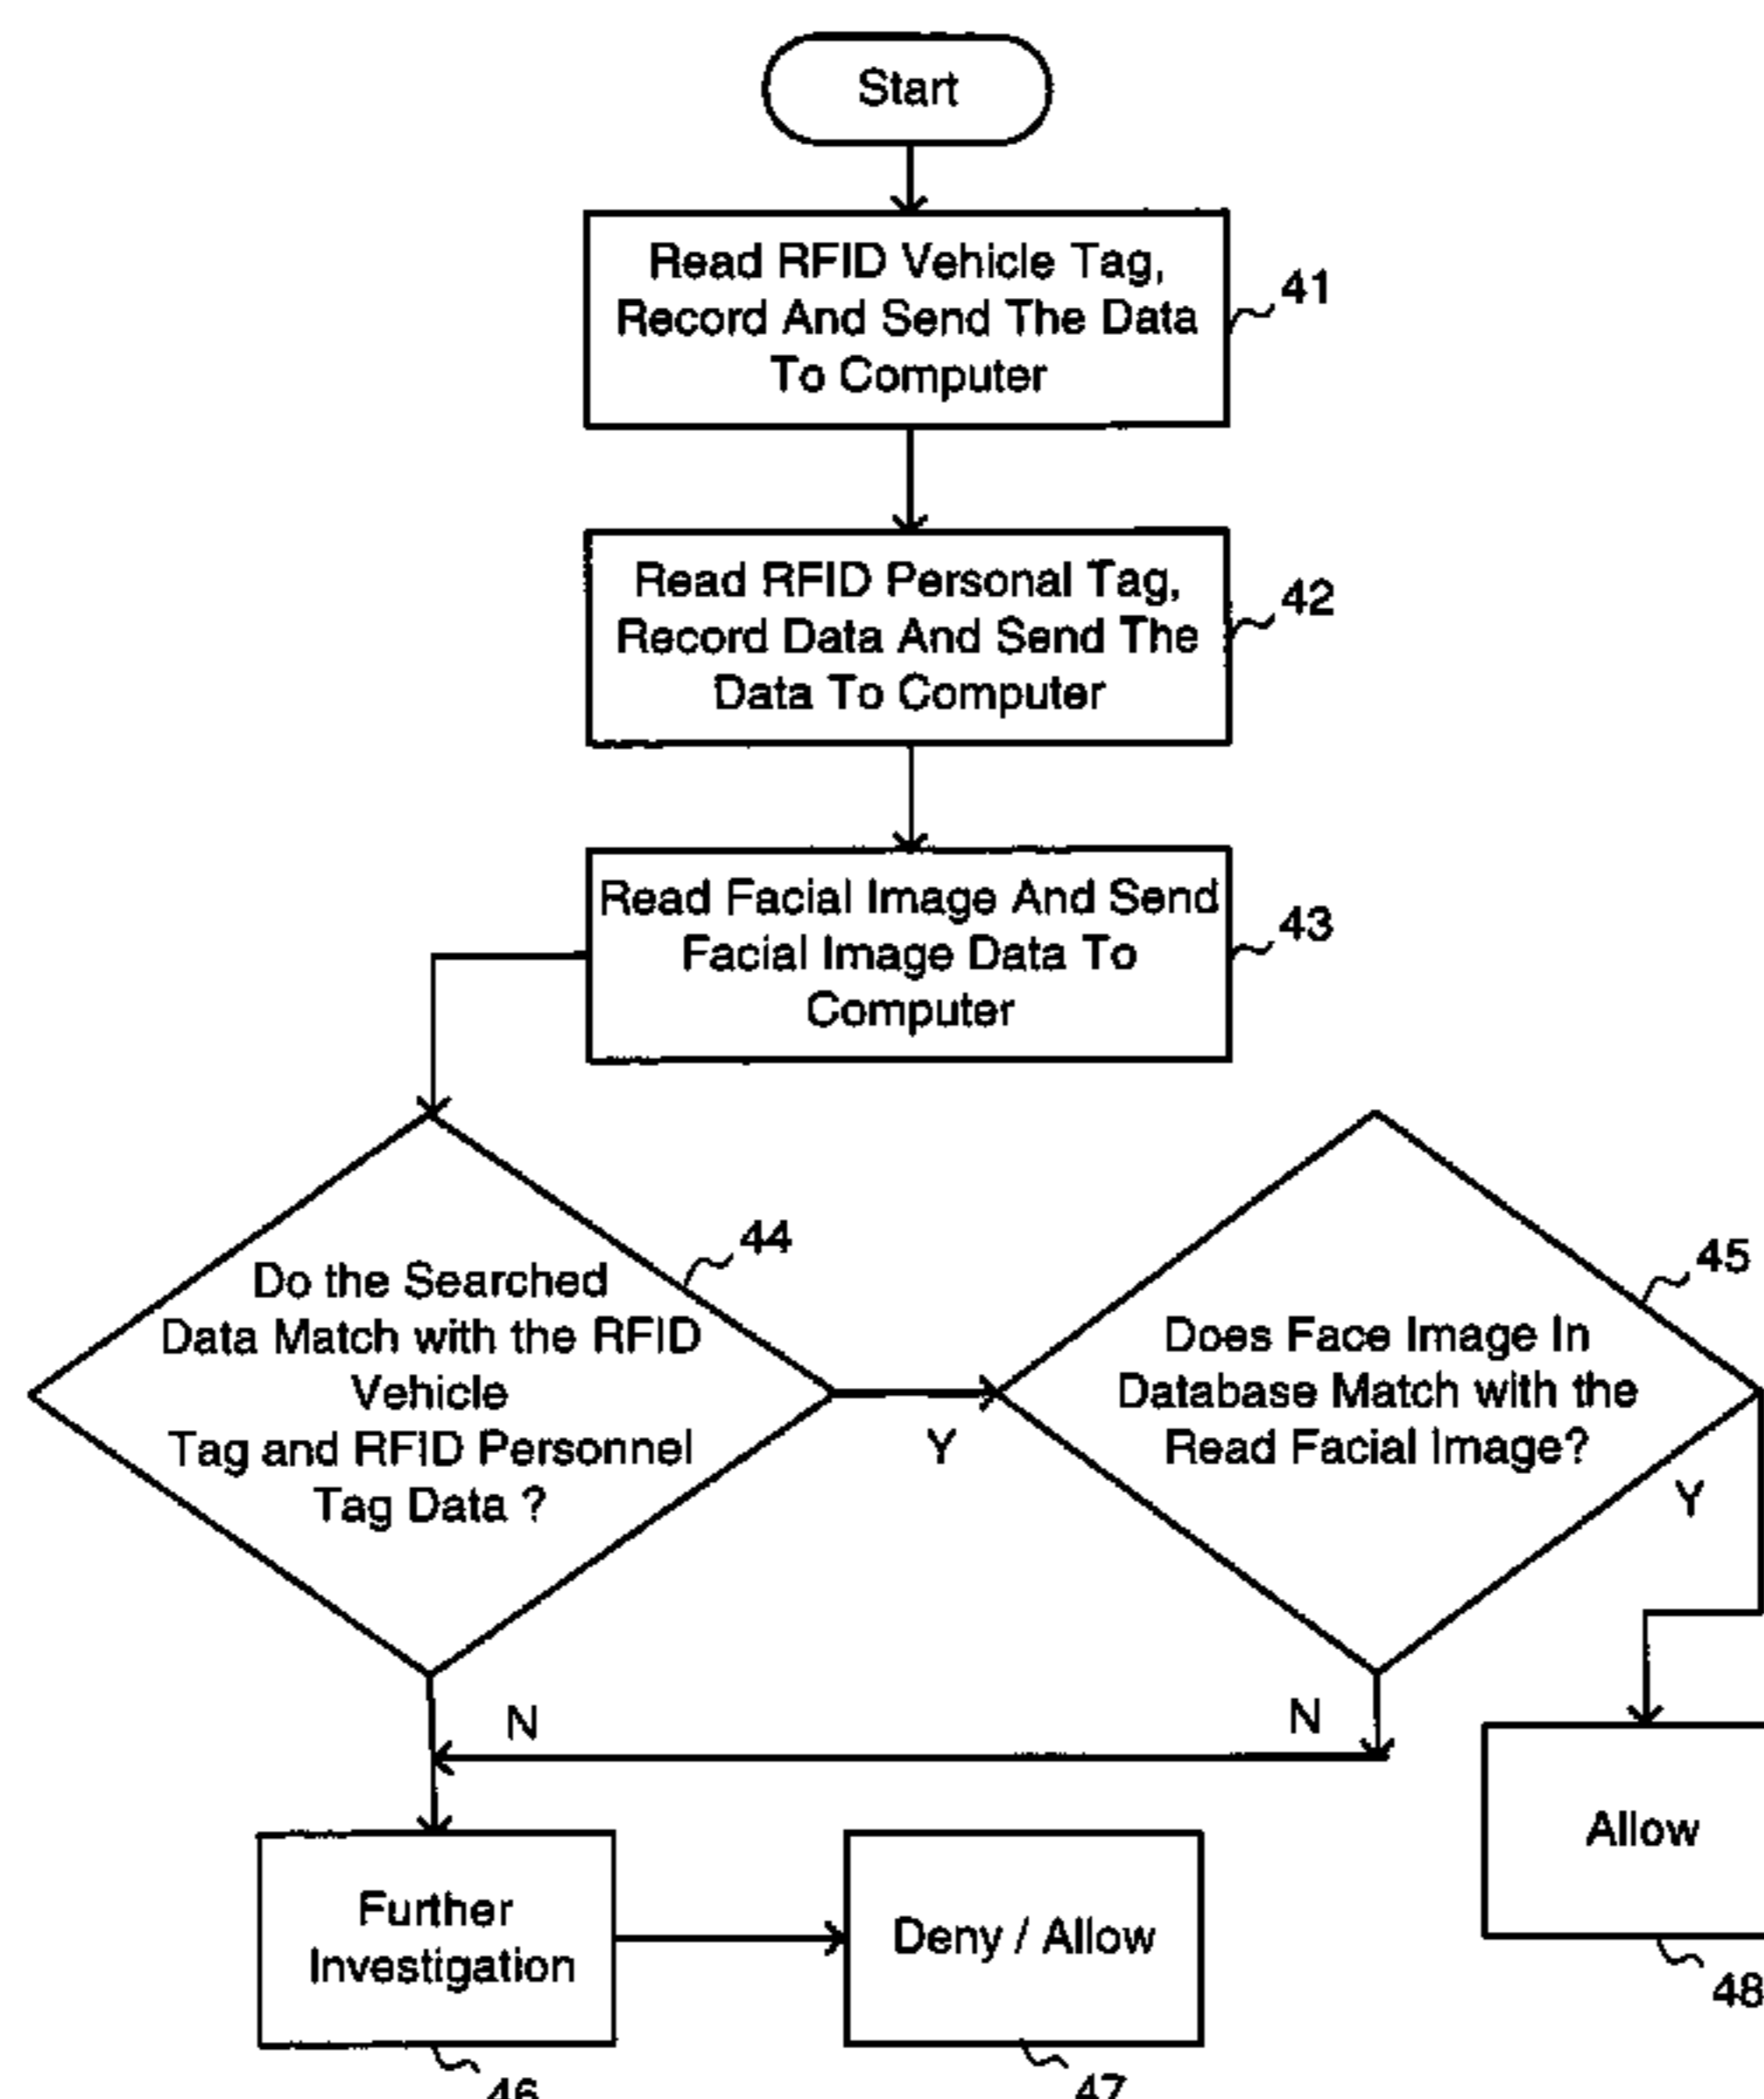 Start
Read RFID Vehicle Tag,
Record And Send The Data
To Computer
41
Read RFID Personal Tag,
Record Data And Send The
Data To Computer
42
Read Facial Image And Send
Facial Image Data To
Computer
43
Do the Searched
Data Match with the RFID
Vehicle
Tag and RFID Personnel
Tag Data ?
44
Y
Does Face Image In
Database Match with the
Read Facial Image?
45
Y
N
N
Further
Investigation
46
Deny / Allow
47
Allow
48